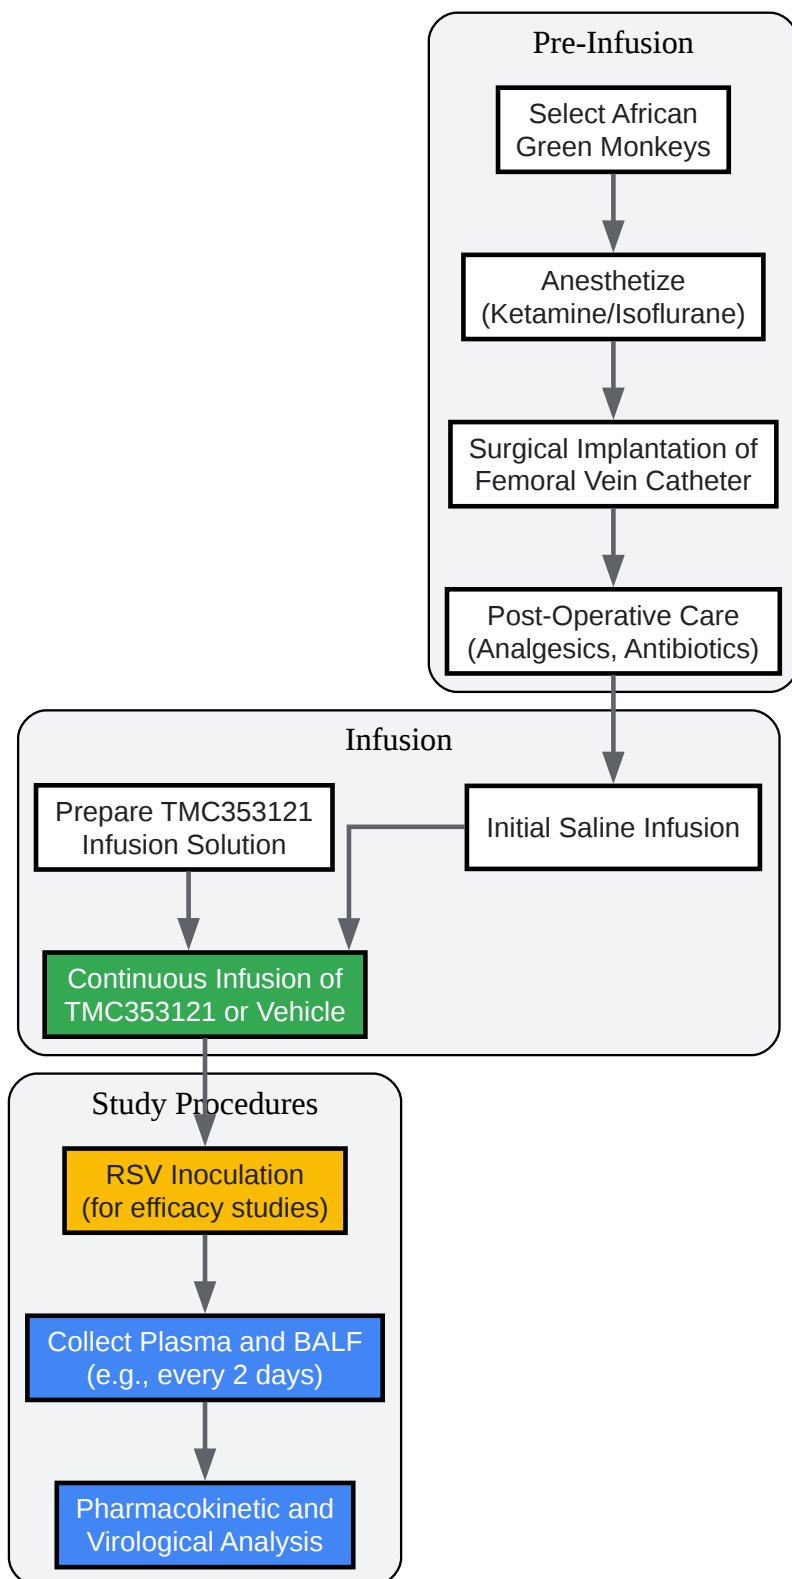 Pre-Infusion
Select African
Green Monkeys
Anesthetize
(Ketamine/Isoflurane)
Surgical Implantation of
Femoral Vein Catheter
Post-Operative Care
(Analgesics, Antibiotics)
Infusion
Prepare TMC353121
Infusion Solution
Initial Saline Infusion
Continuous Infusion of
TMC353121 or Vehicle
Study Procedures
RSV Inoculation
(for efficacy studies)
Collect Plasma and BALF
(e.g., every 2 days)
Pharmacokinetic and
Virological Analysis